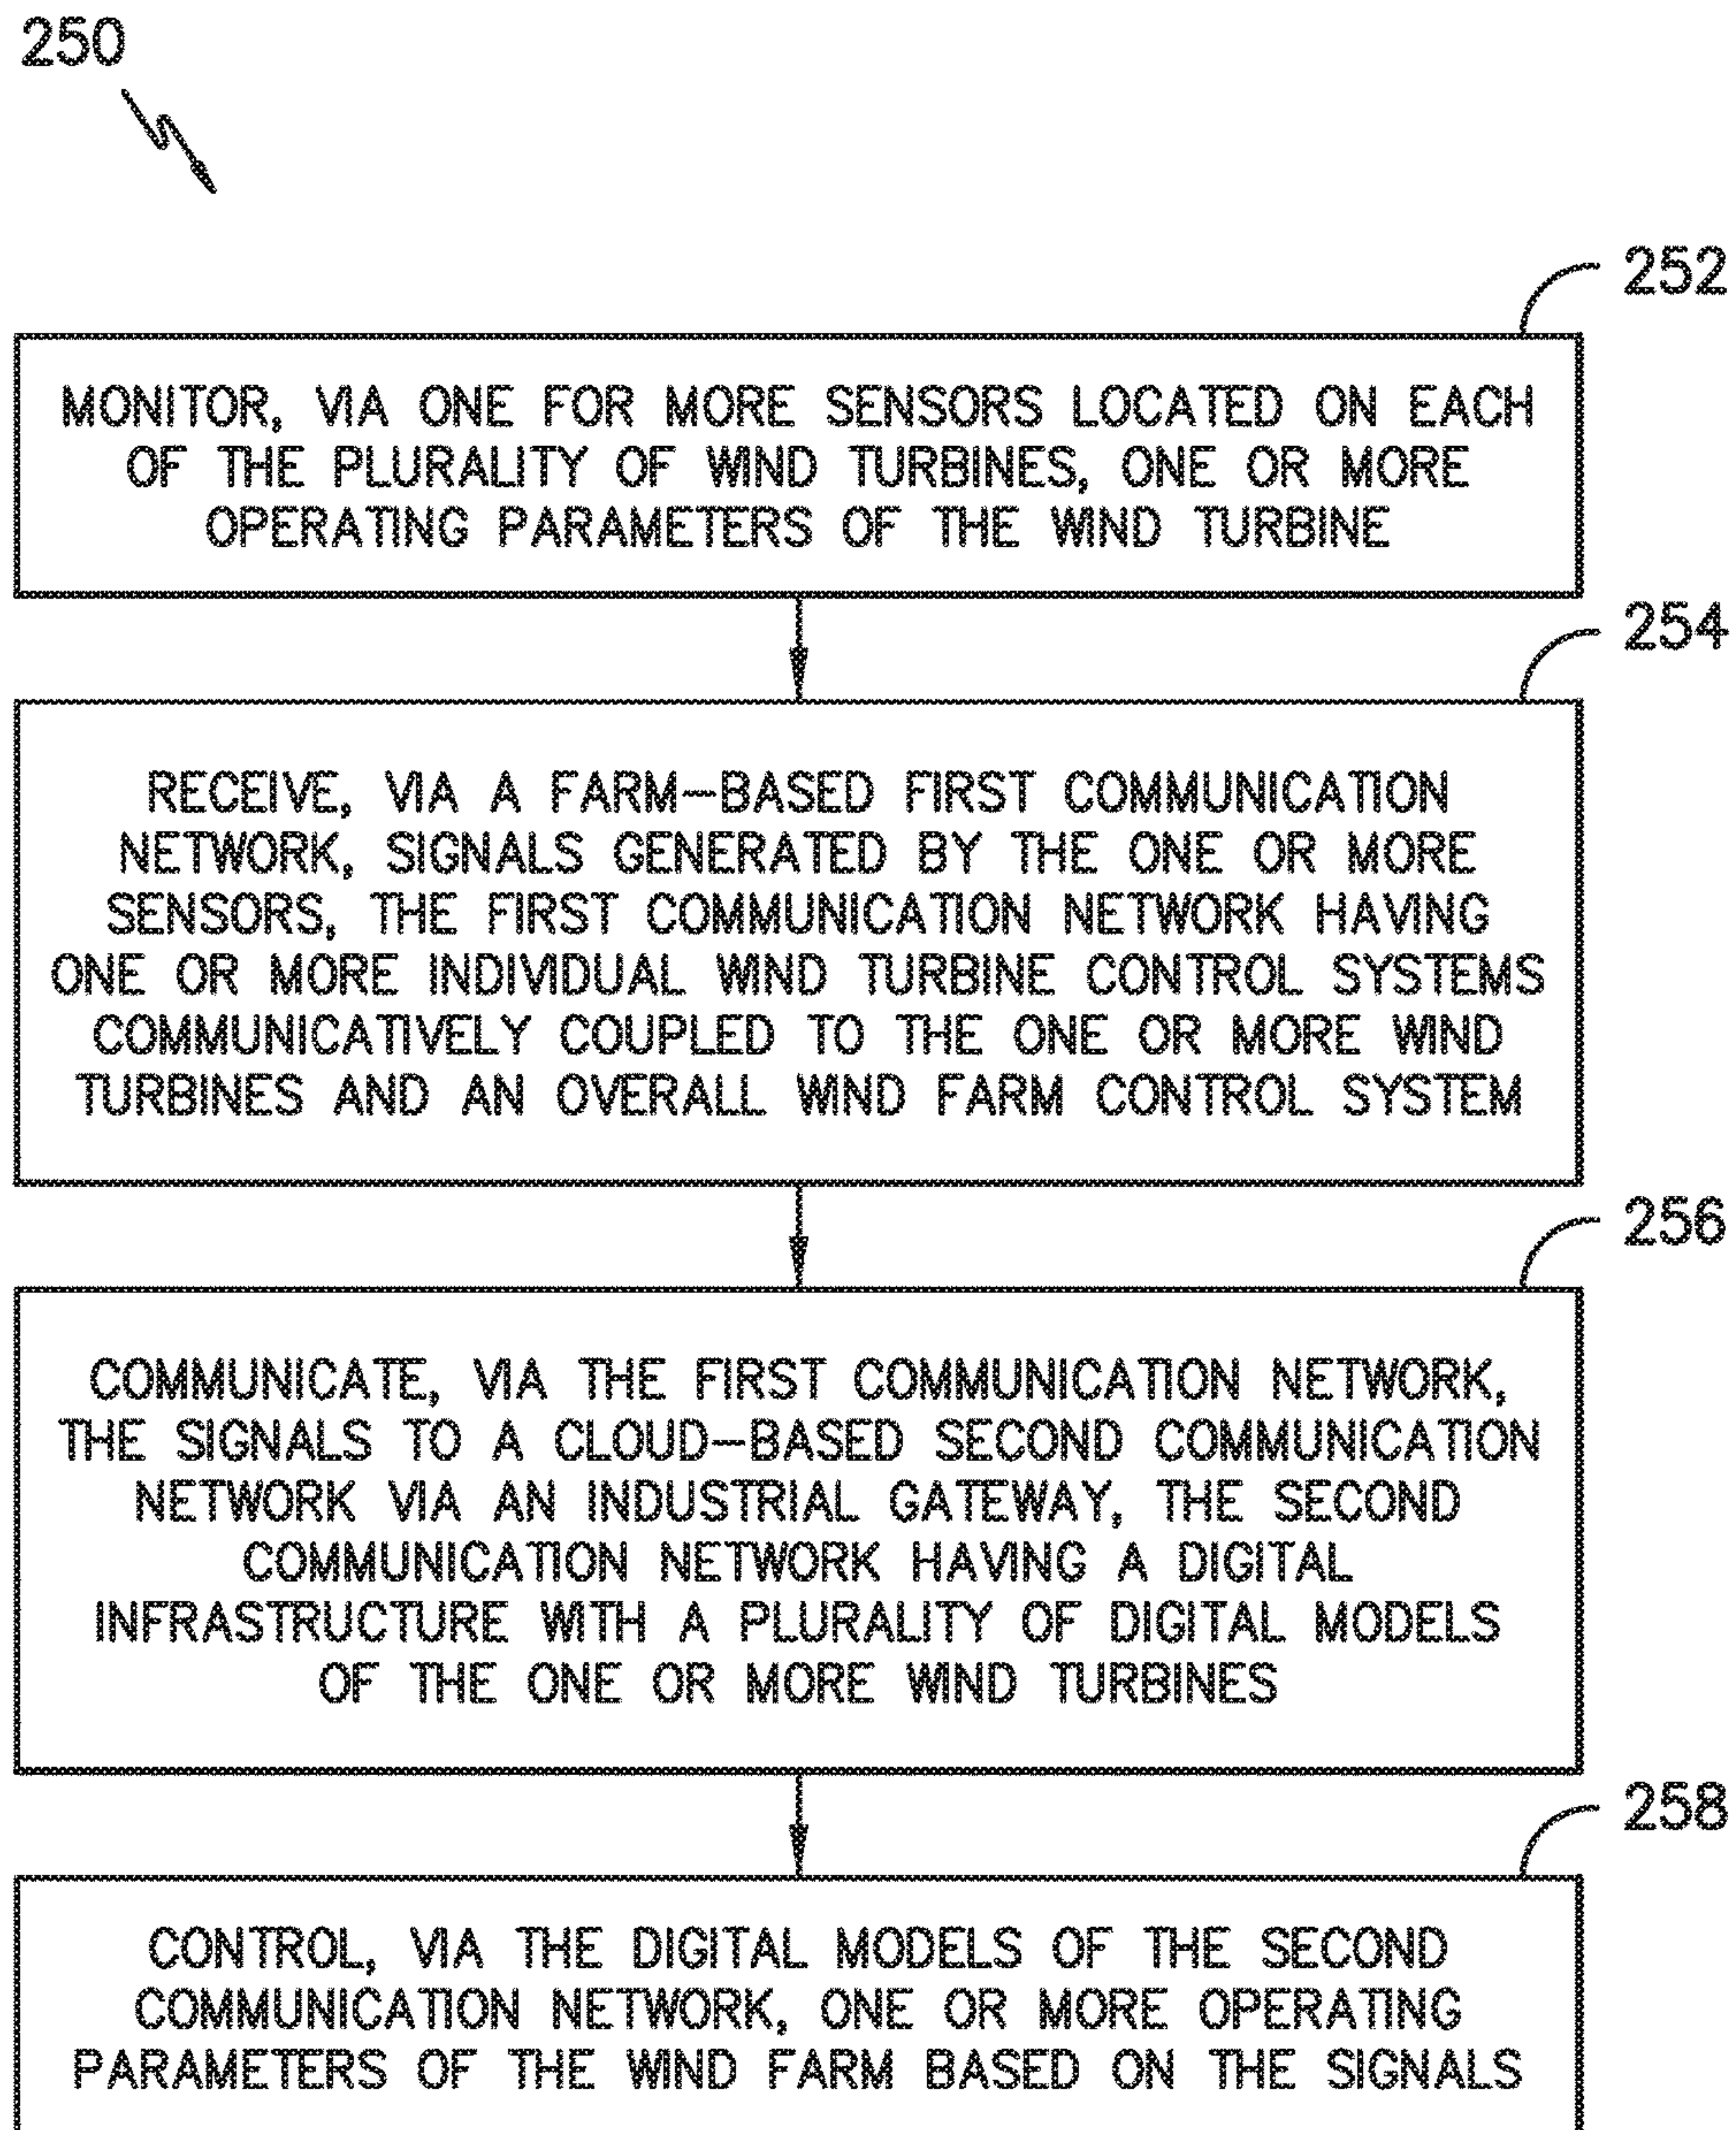 250
252
MONITOR, VIA ONE FOR MORE SENSORS LOCATED ON EACH
OF THE PLURALITY OF WIND TURBINES, ONE OR MORE
OPERATING PARAMETERS OF THE WIND TURBINE
254
RECEIVE, VIA A FARM-BASED FIRST COMMUNICATION
NETWORK, SIGNALS GENERATED BY THE ONE OR MORE
SENSORS, THE FIRST COMMUNICATION NETWORK HAVING
ONE OR MORE INDIVIDUAL WIND TURBINE CONTROL SYSTEMS
COMMUNICATIVELY COUPLED TO THE ONE OR MORE WIND
TURBINES AND AN OVERALL WIND FARM CONTROL SYSTEM
256
COMMUNICATE, VIA THE FIRST COMMUNICATION NETWORK,
THE SIGNALS TO A CLOUD-BASED SECOND COMMUNICATION
NETWORK VIA AN INDUSTRIAL GATEWAY, THE SECOND
COMMUNICATION NETWORK HAVING A DIGITAL
INFRASTRUCTURE WITH A PLURALITY OF DIGITAL MODELS
OF THE ONE OR MORE WIND TURBINES
258
CONTROL, VIA THE DIGITAL MODELS OF THE SECOND
COMMUNICATION NETWORK, ONE OR MORE OPERATING
PARAMETERS OF THE WIND FARM BASED ON THE SIGNALS